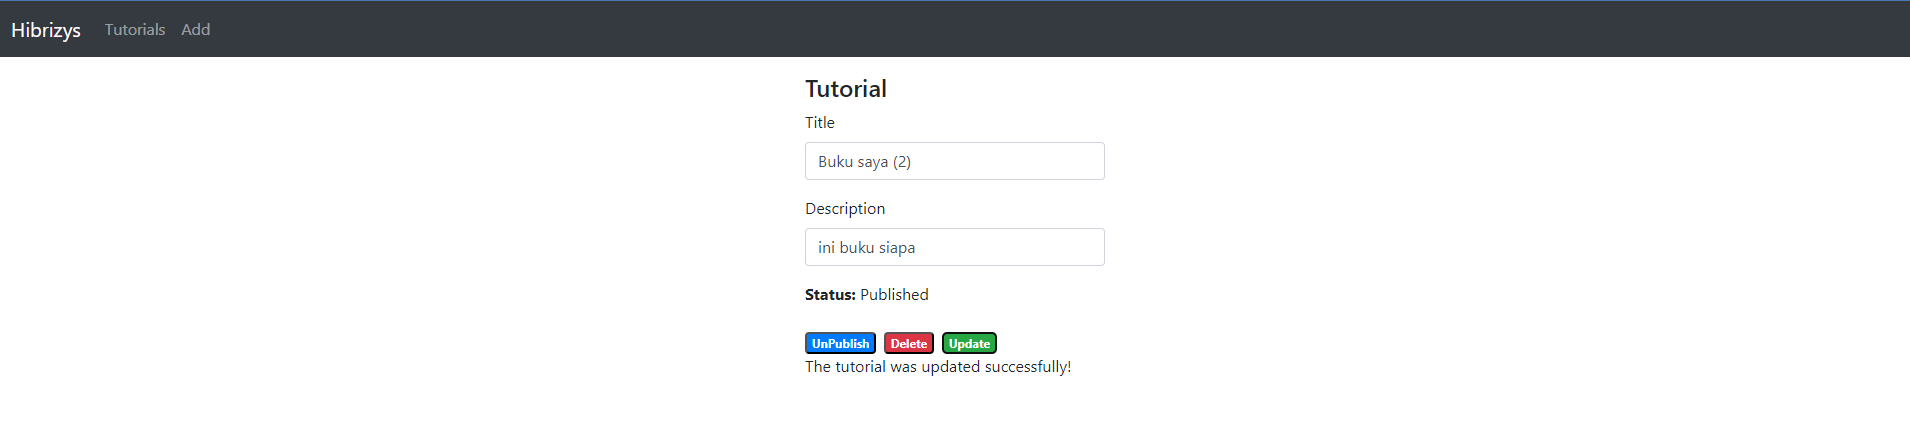 Hibrizys Tutorials Add
Tutorial
Title
Buku saya (2)
Description
ini buku siapa
Status: Published
UnPublish Delete Update
The tutorial was updated successfully!